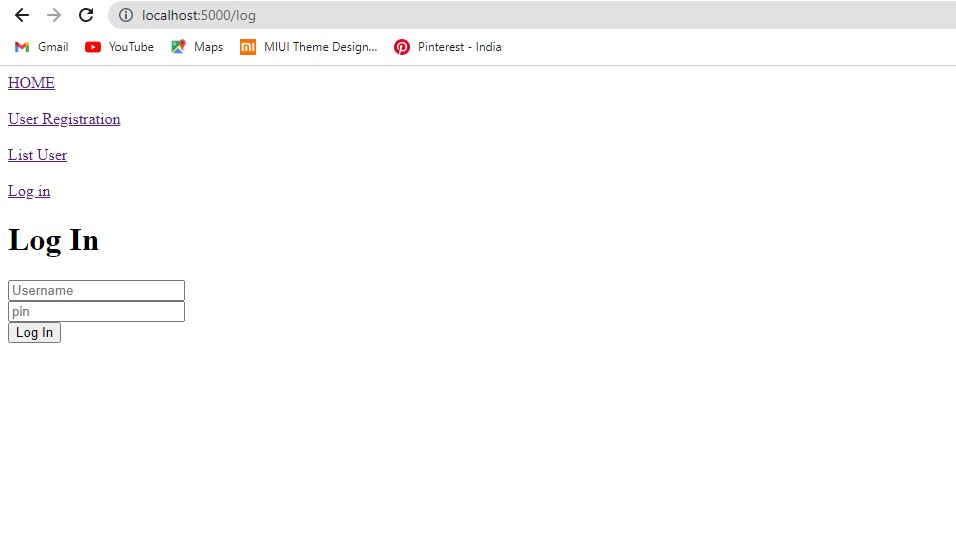 localhost:5000/log
Gmail YouTube Maps MIUI Theme Design... Pinterest - India
HOME
User Registration
List User
Log in
Log In
Username
pin
Log In